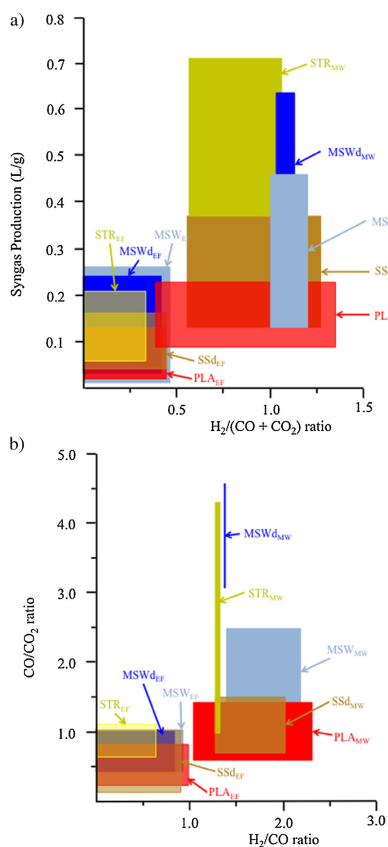 a)
0.8
0.7
0.6
0.5
0.4
0.3
0.2
0.1
Syngas Production (L/g)
STR_MW
MSWd_MW
MS
SS
PL
STR_EF
MSW_E
MSWd_EF
SSd_EF
PLA_EF
0.5
1.0
1.5
H₂/(CO + CO₂) ratio
b)
5.0
4.0
3.0
2.0
1.0
CO/CO₂ ratio
MSWd_MW
STR_MW
MSW_MW
SSd_MW
PLA_MW
MSWd_EF
MSW_EF
STR_EF
SSd_EF
PLA_EF
1.0
2.0
3.0
H₂/CO ratio